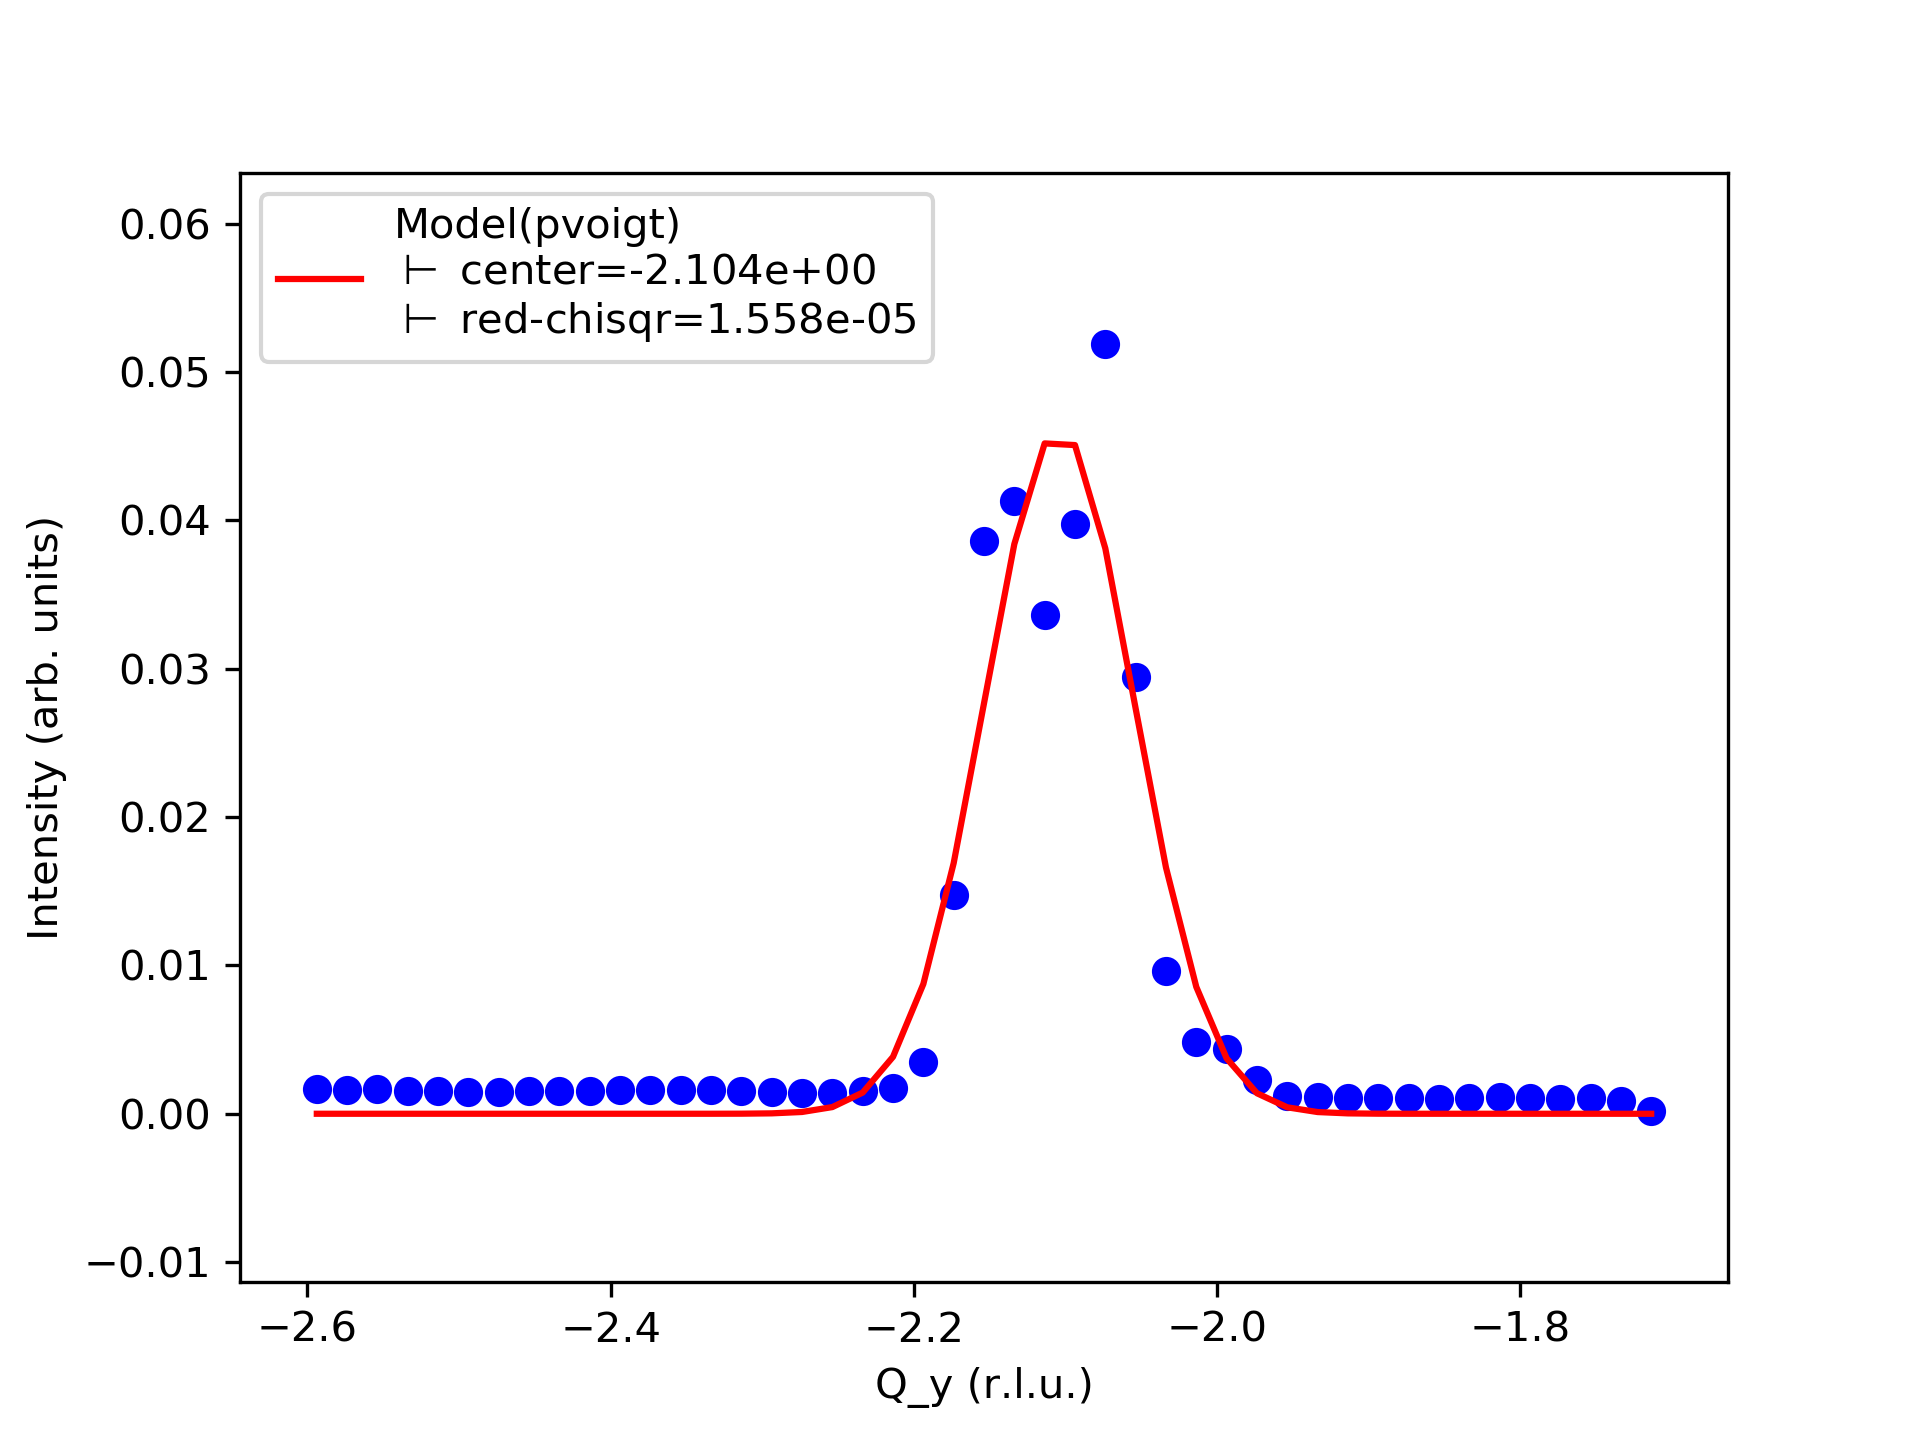 Model(pvoigt)
⊢ center=-2.104e+00
⊢ red-chisqr=1.558e-05
0.06
0.05
0.04
0.03
0.02
0.01
0.00
−0.01
Intensity (arb. units)
−2.6 −2.4 −2.2 −2.0 −1.8
Q_y (r.l.u.)